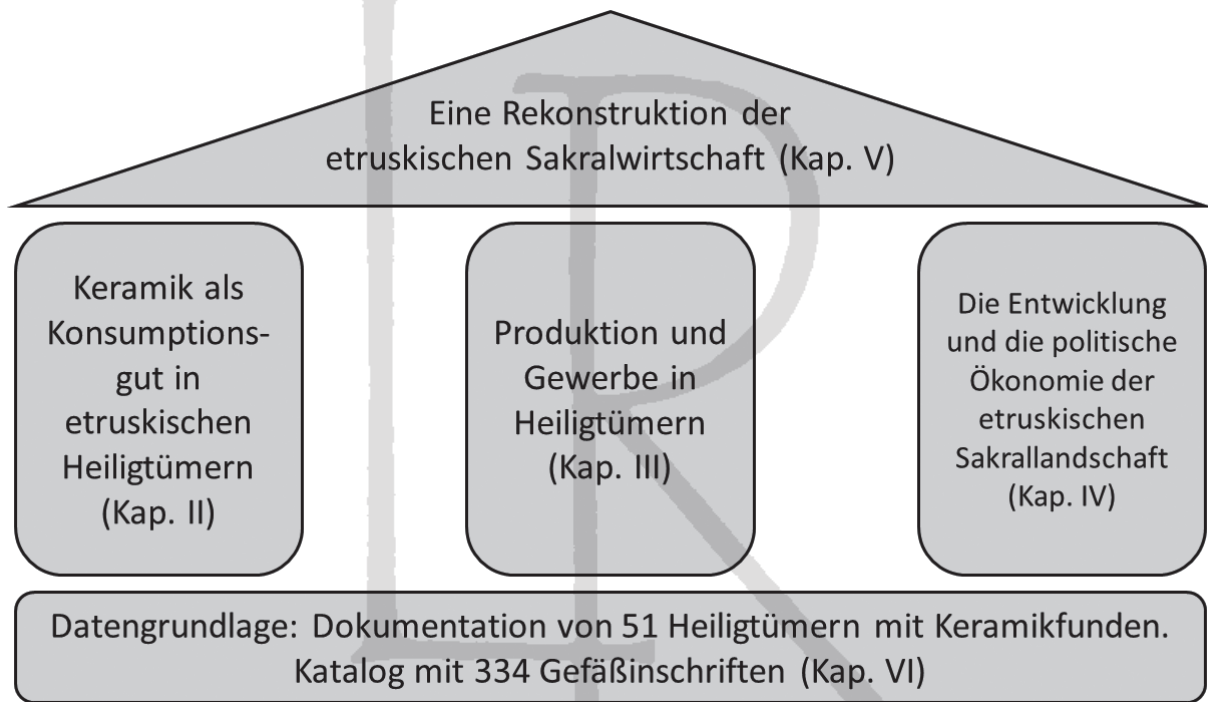 Eine Rekonstruktion der
etruskischen Sakralwirtschaft (Kap. V)
Keramik als
Konsumptions-
gut in
etruskischen
Heiligtümern
(Kap. II)
Produktion und
Gewerbe in
Heiligtümern
(Kap. III)
Die Entwicklung
und die politische
Ökonomie der
etruskischen
Sakrallandschaft
(Kap. IV)
Datengrundlage: Dokumentation von 51 Heiligtümern mit Keramikfunden.
Katalog mit 334 Gefäßinschriften (Kap. VI)